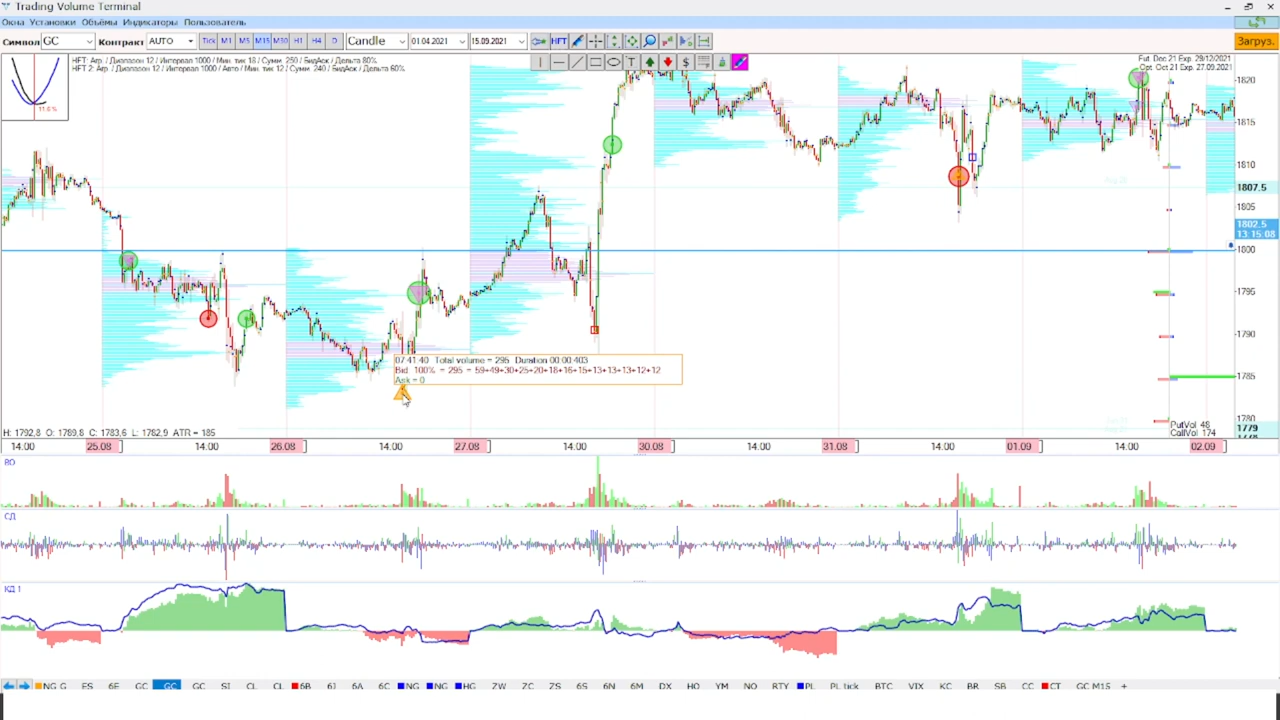 Trading Volume Terminal
Окна Установки Объёмы Индикаторы Пользователь
Символ GC Контракт AUTO Tick M1 M5 M15 M30 H1 H4 D Candle 01.04.2021 15.09.2021 HFT Загруз.
T $
HFT: Агр. / Диапазон 12 / Интервал 1000 / Мин. тик 18 / Сумм. 250 / БидАск / Дельта 80%
HFT 2: Агр. / Диапазон 12 / Интервал 1000 / Авто / Мин. тик 12 / Сумм. 240 / БидАск / Дельта 60%
Fut. Dec 21 Exp. 29/12/2021
Opt. Oct 21 Exp. 27.09.2021
11.6 %
1820
1815
1810
1807.5
1805
1802.5
13:15:08
1800
1795
1790
1785
1780
1779
07:41:40 Total volume = 295 Duration 00:00:403
Bid 100% = 295 = 59+49+30+25+20+18+16+15+13+13+13+12+12
Ask = 0
PutVol 48
CallVol 174
H: 1792,8 O: 1789,8 C: 1783,6 L: 1782,9 ATR = 185
14:00 25.08 14:00 26.08 14:00 27.08 14:00 30.08 14:00 31.08 14:00 01.09 14:00 02.09
ВО
СД
КД 1
NG G ES 6E GC GC GC SI CL CL 6B 6J 6A 6C NG NG HG ZW ZC ZS 6S 6N 6M DX HO YM NQ RTY PL PL tick BTC VIX KC BR SB CC CT GC M15 +